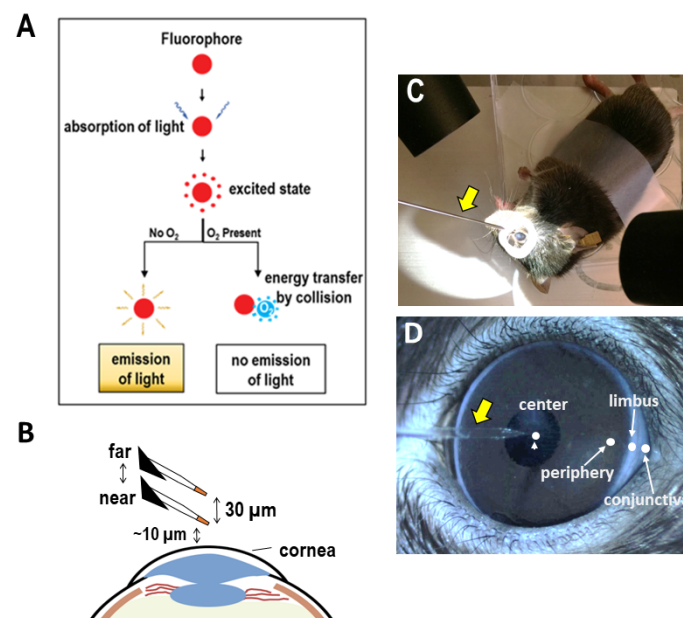 A
Fluorophore
absorption of light
excited state
No O₂
O₂ Present
energy transfer
by collision
O₂
emission
of light
no emission
of light
B
far
near
30 µm
~10 µm
cornea
C
D
center
limbus
periphery
conjunctiv